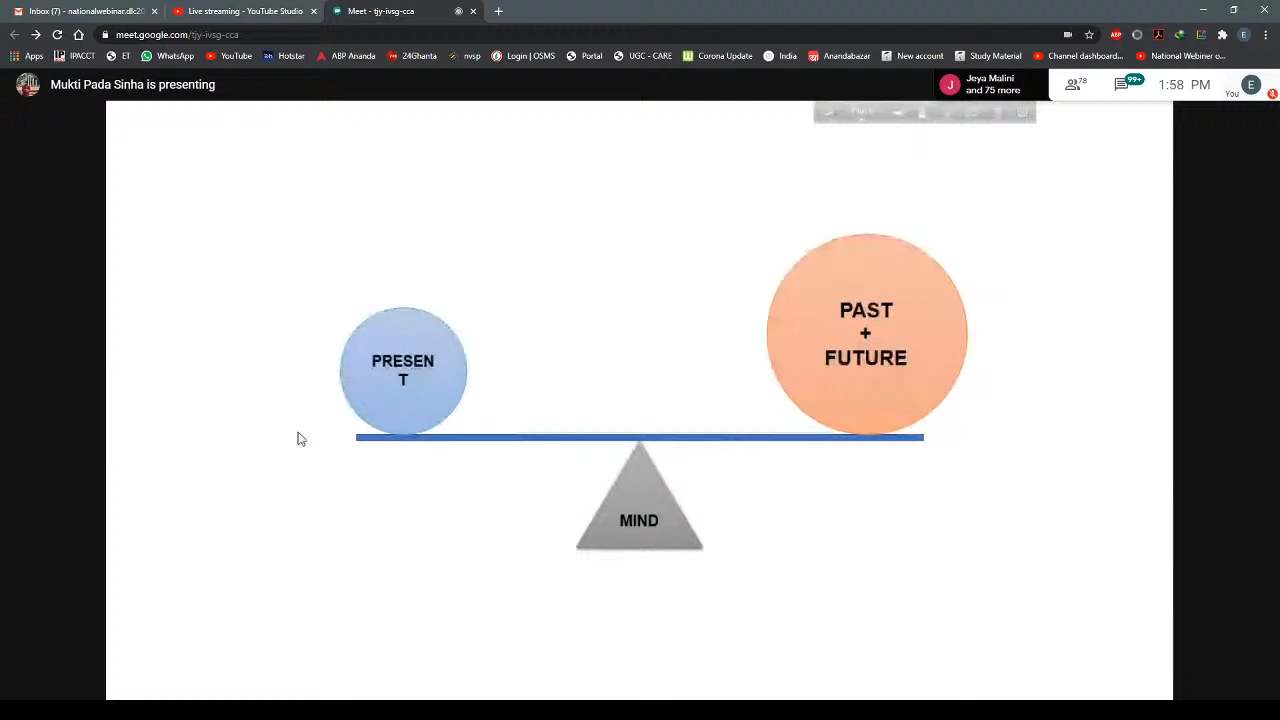 Inbox (7) - nationalwebinar.dlc20
Live streaming - YouTube Studio
Meet - tjy-ivsg-cca
meet.google.com/tjy-ivsg-cca
Apps
IPACCT
ET
WhatsApp
YouTube
Hotstar
ABP Ananda
24Ghanta
nvsp
Login | OSMS
Portal
UGC - CARE
Corona Update
India
Anandabazar
New account
Study Material
Channel dashboard...
National Webinar o...
Mukti Pada Sinha is presenting
J
Jeya Malini
and 75 more
78
99+
1:58 PM
You
E
PRESEN
T
PAST
+
FUTURE
MIND